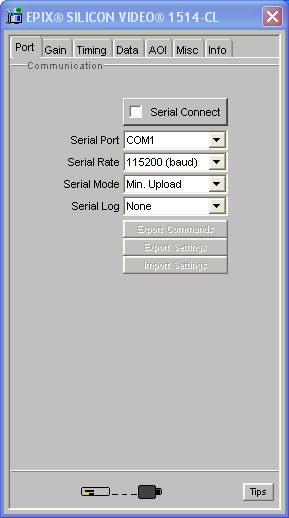 EPIX® SILICON VIDEO® 1514-CL
Port Gain Timing Data AOI Misc Info
Communication
Serial Connect
Serial Port COM1
Serial Rate 115200 (baud)
Serial Mode Min. Upload
Serial Log None
Export Commands
Export Settings
Import Settings
Tips